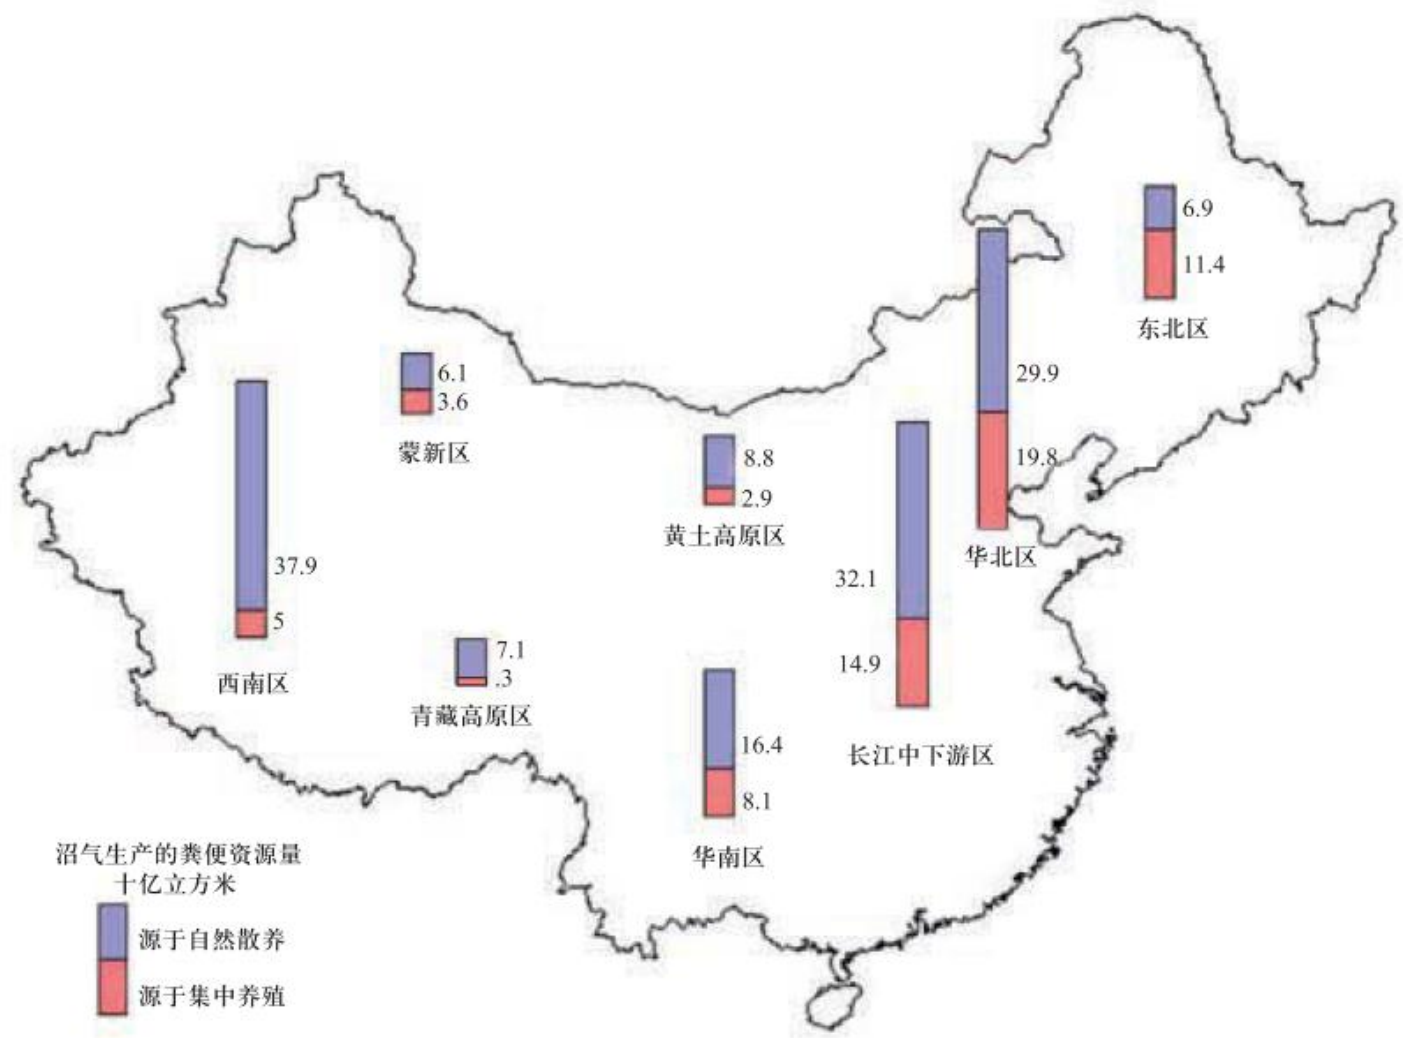 6.9
11.4
东北区
29.9
19.8
华北区
6.1
3.6
蒙新区
8.8
2.9
黄土高原区
32.1
14.9
长江中下游区
37.9
5
西南区
7.1
.3
青藏高原区
16.4
8.1
华南区
沼气生产的粪便资源量
十亿立方米
源于自然散养
源于集中养殖